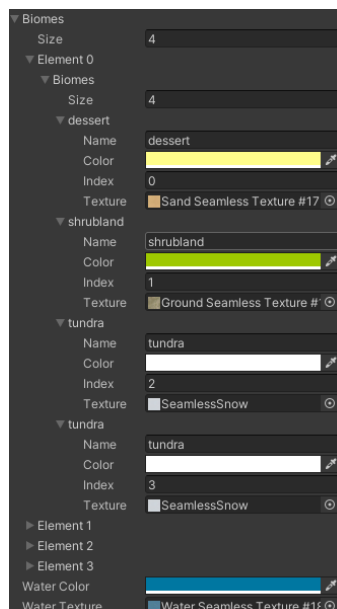 Biomes
Size 4
Element 0
Biomes
Size 4
dessert
Name dessert
Color
Index 0
Texture Sand Seamless Texture #17
shrubland
Name shrubland
Color
Index 1
Texture Ground Seamless Texture #
tundra
Name tundra
Color
Index 2
Texture SeamlessSnow
tundra
Name tundra
Color
Index 3
Texture SeamlessSnow
Element 1
Element 2
Element 3
Water Color
Water Texture Water Seamless Texture #18